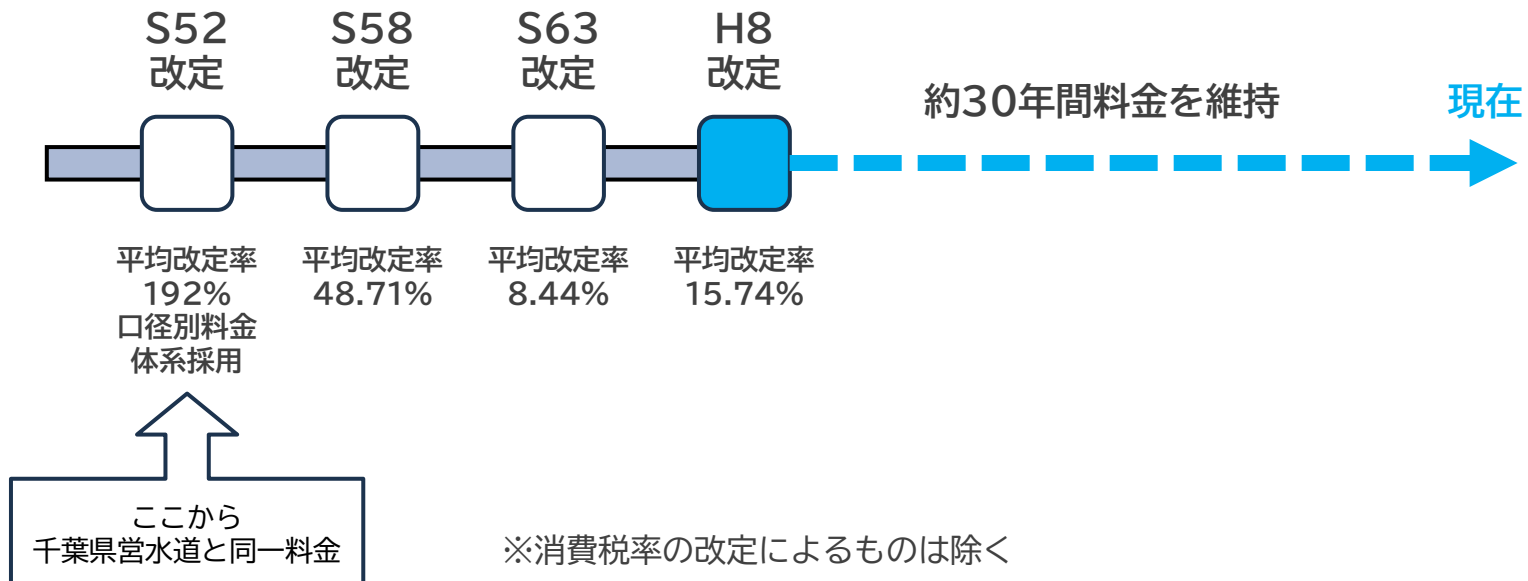 S52
改定
S58
改定
S63
改定
H8
改定
約30年間料金を維持
現在
平均改定率
192%
口径別料金
体系採用
平均改定率
48.71%
平均改定率
8.44%
平均改定率
15.74%
ここから
千葉県営水道と同一料金
※消費税率の改定によるものは除く